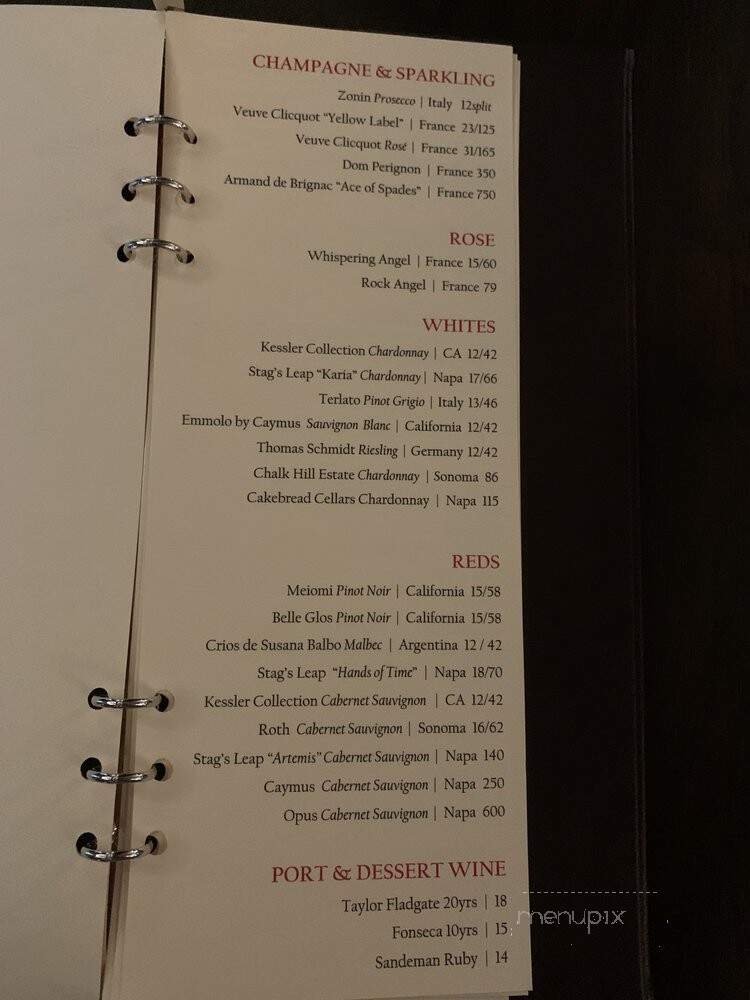 CHAMPAGNE & SPARKLING
Zonin Prosecco | Italy 12split
Veuve Clicquot "Yellow Label" | France 23/125
Veuve Clicquot Rosé | France 31/165
Dom Perignon | France 350
Armand de Brignac "Ace of Spades" | France 750
ROSE
Whispering Angel | France 15/60
Rock Angel | France 79
WHITES
Kessler Collection Chardonnay | CA 12/42
Stag's Leap "Karia" Chardonnay | Napa 17/66
Terlato Pinot Grigio | Italy 13/46
Emmolo by Caymus Sauvignon Blanc | California 12/42
Thomas Schmidt Riesling | Germany 12/42
Chalk Hill Estate Chardonnay | Sonoma 86
Cakebread Cellars Chardonnay | Napa 115
REDS
Meiomi Pinot Noir | California 15/58
Belle Glos Pinot Noir | California 15/58
Crios de Susana Balbo Malbec | Argentina 12 / 42
Stag's Leap "Hands of Time" | Napa 18/70
Kessler Collection Cabernet Sauvignon | CA 12/42
Roth Cabernet Sauvignon | Sonoma 16/62
Stag's Leap "Artemis" Cabernet Sauvignon | Napa 140
Caymus Cabernet Sauvignon | Napa 250
Opus Cabernet Sauvignon | Napa 600
PORT & DESSERT WINE
Taylor Fladgate 20yrs | 18
Fonseca 10yrs | 15
Sandeman Ruby | 14
menupix